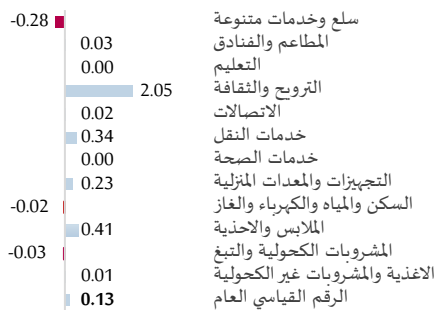 سلع وخدمات متنوعة -0.28
المطاعم والفنادق 0.03
التعليم 0.00
الترويح والثقافة 2.05
الاتصالات 0.02
خدمات النقل 0.34
خدمات الصحة 0.00
التجهيزات والمعدات المنزلية 0.23
السكن والمياه والكهرباء والغاز -0.02
الملابس والاحذية 0.41
المشروبات الكحولية والتبغ -0.03
الاغذية والمشروبات غير الكحولية 0.01
الرقم القياسي العام 0.13